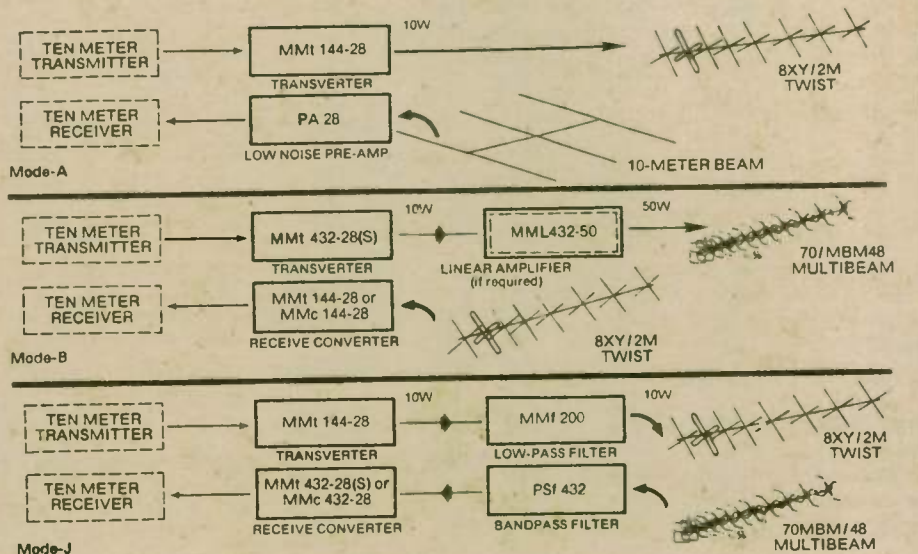 TEN METER
TRANSMITTER
MMt 144-28
TRANSVERTER
10W
8XY/2M
TWIST
TEN METER
RECEIVER
PA 28
LOW NOISE PRE-AMP
10-METER BEAM
Mode-A
TEN METER
TRANSMITTER
MMt 432-28(S)
TRANSVERTER
10W
MML432-50
LINEAR AMPLIFIER
(if required)
50W
70/MBM48
MULTIBEAM
TEN METER
RECEIVER
MMt 144-28 or
MMc 144-28
RECEIVE CONVERTER
8XY/2M
TWIST
Mode-B
TEN METER
TRANSMITTER
MMt 144-28
TRANSVERTER
10W
MMf 200
LOW-PASS FILTER
10W
8XY/2M
TWIST
TEN METER
RECEIVER
MMt 432-28(S) or
MMc 432-28
RECEIVE CONVERTER
PSf 432
BANDPASS FILTER
70MBM/48
MULTIBEAM
Mode-J